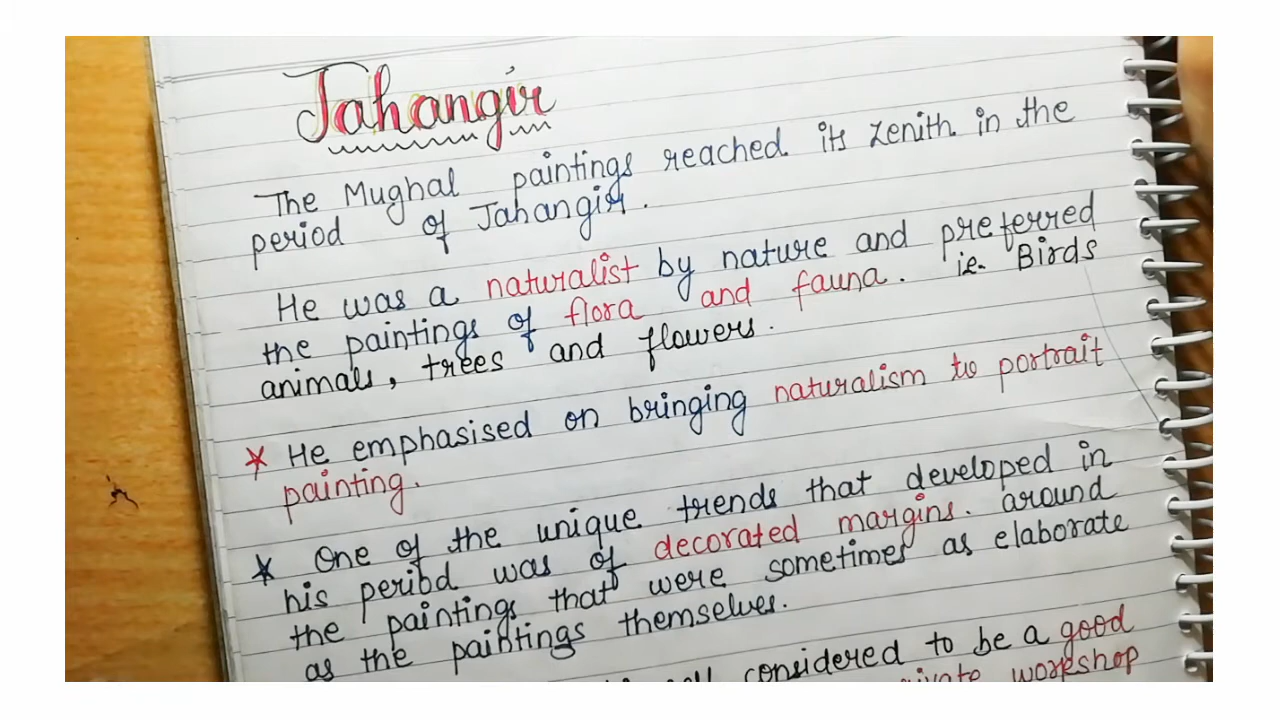 Jahangir
The Mughal paintings reached its zenith in the
period of Jahangir.
He was a naturalist by nature and preferred
the paintings of flora and fauna. i.e. Birds
animals, trees and flowers.
* He emphasised on bringing naturalism to portrait
painting.
* One of the unique trends that developed in
his period was of decorated margins. around
the paintings that were sometimes as elaborate
as the paintings themselves.
considered to be a good
workshop